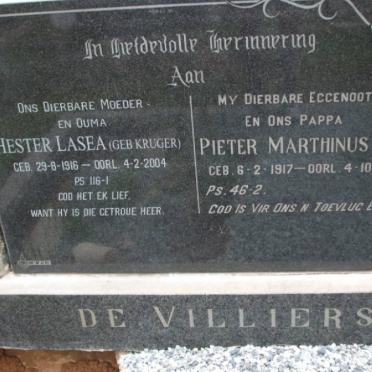 In Liefdevolle Herinnering
Aan
ONS DIERBARE MOEDER
EN OUMA
HESTER LASEA (GEB KRUGER)
GEB. 29-8-1916 – OORL. 4-2-2004
PS 116-1
GOD HET EK LIEF,
WANT HY IS DIE GETROUE HEER.
MY DIERBARE EGGENOOT
EN ONS PAPPA
PIETER MARTHINUS
GEB. 6-2-1917 – OORL. 4-10
PS. 46-2.
GOD IS VIR ONS N TOEVLUG E
DE VILLIERS